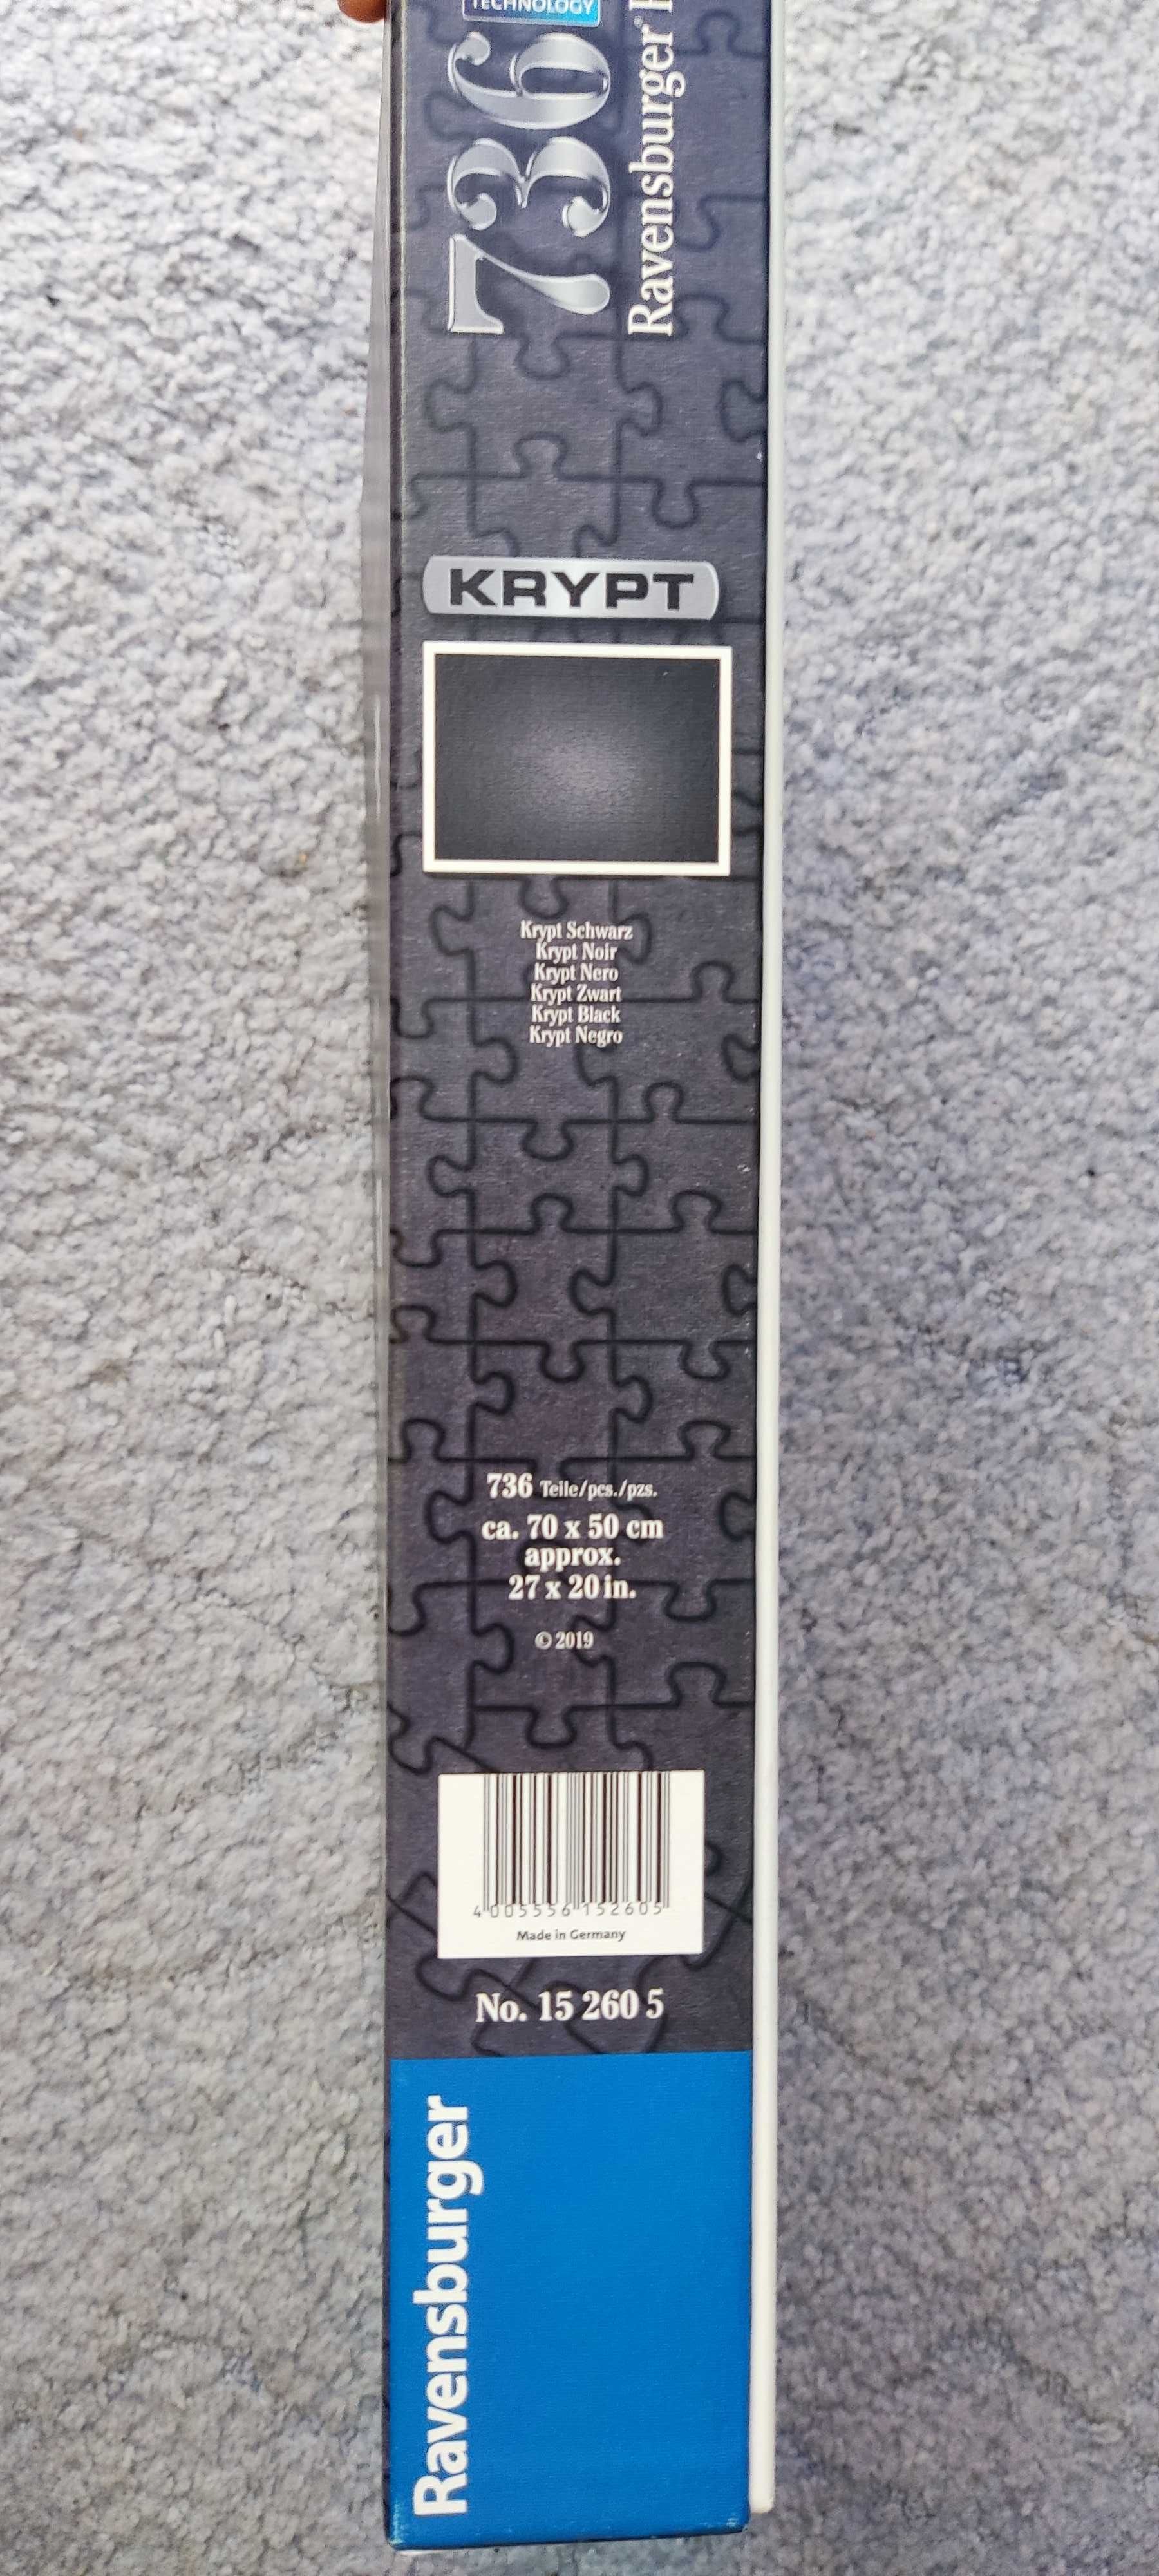 TECHNOLOGY
736
Ravensburger®
KRYPT
Krypt Schwarz
Krypt Noir
Krypt Nero
Krypt Zwart
Krypt Black
Krypt Negro
736 Teile/pcs./pzs.
ca. 70 x 50 cm
approx.
27 x 20 in.
© 2019
4 005556 152605
Made in Germany
No. 15 260 5
Ravensburger